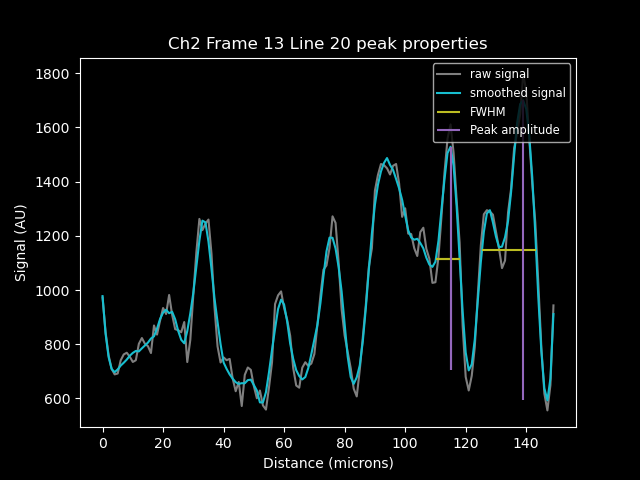 Ch2 Frame 13 Line 20 peak properties
raw signal
smoothed signal
FWHM
Peak amplitude
Signal (AU)
1800
1600
1400
1200
1000
800
600
0 20 40 60 80 100 120 140
Distance (microns)